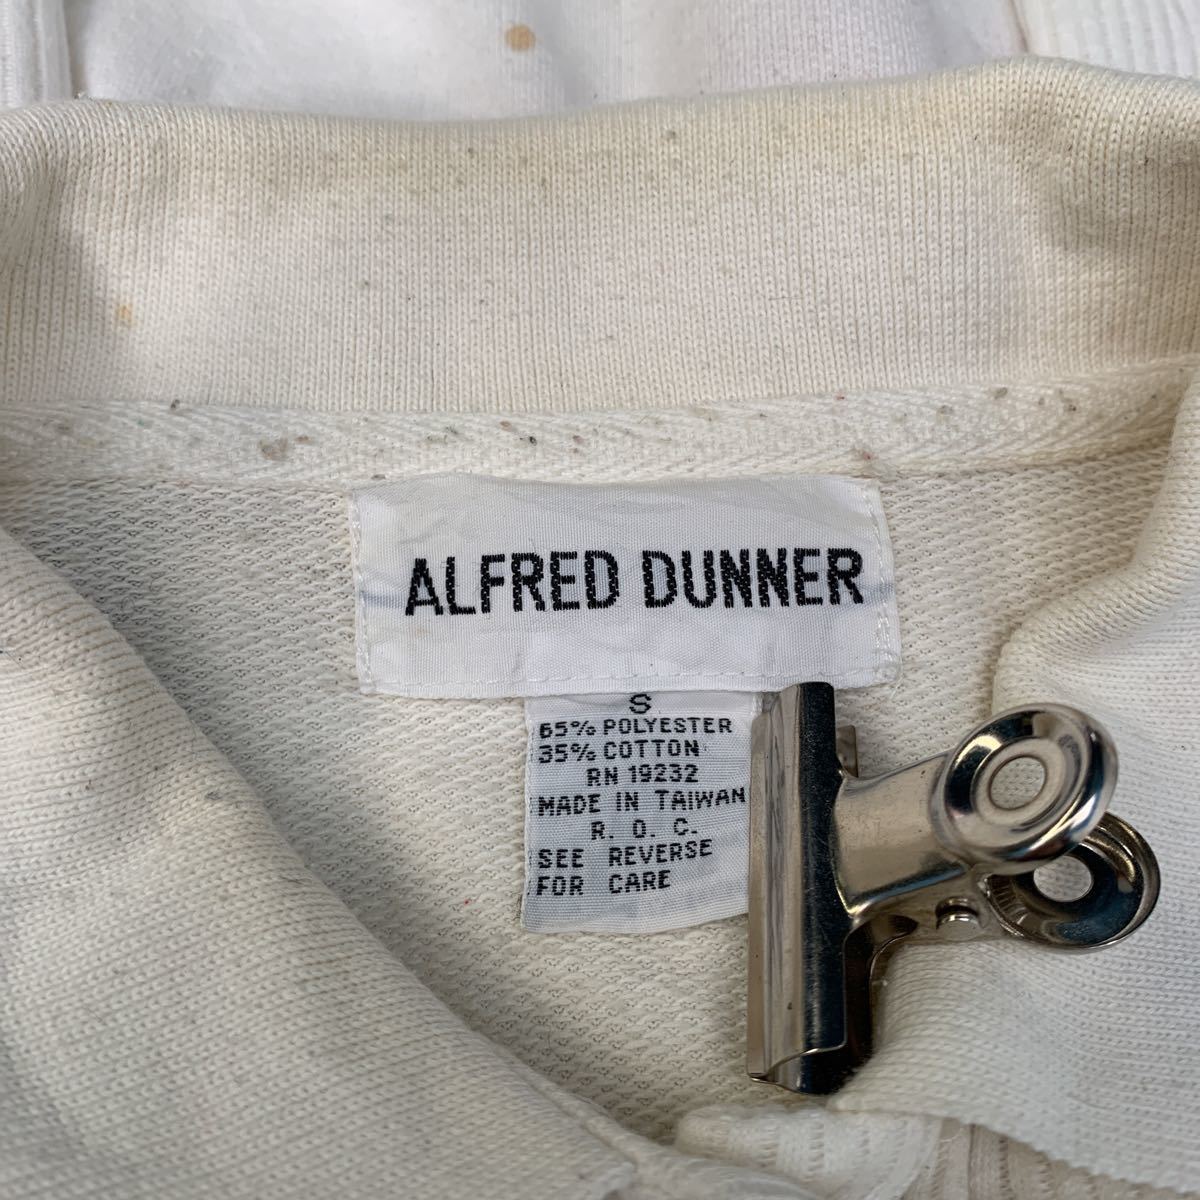 ALFRED DUNNER
S
65% POLYESTER
35% COTTON
RN 19232
MADE IN TAIWAN
R. O. C.
SEE REVERSE
FOR CARE